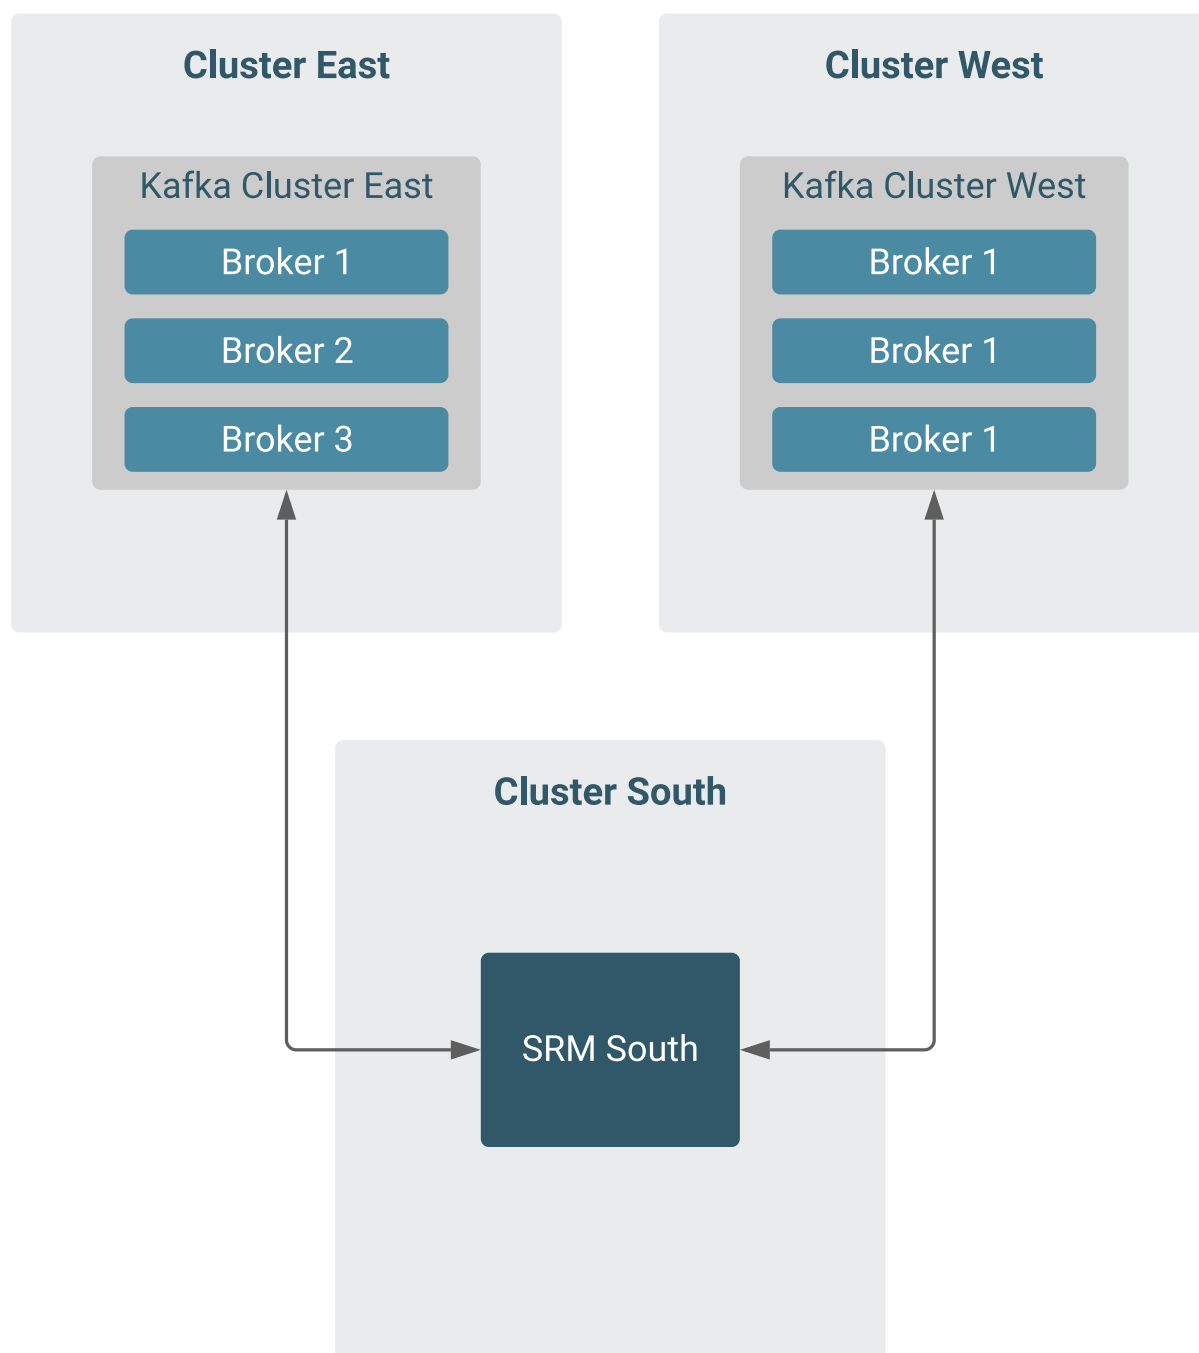 Cluster East
Kafka Cluster East
Broker 1
Broker 2
Broker 3
Cluster West
Kafka Cluster West
Broker 1
Broker 1
Broker 1
Cluster South
SRM South